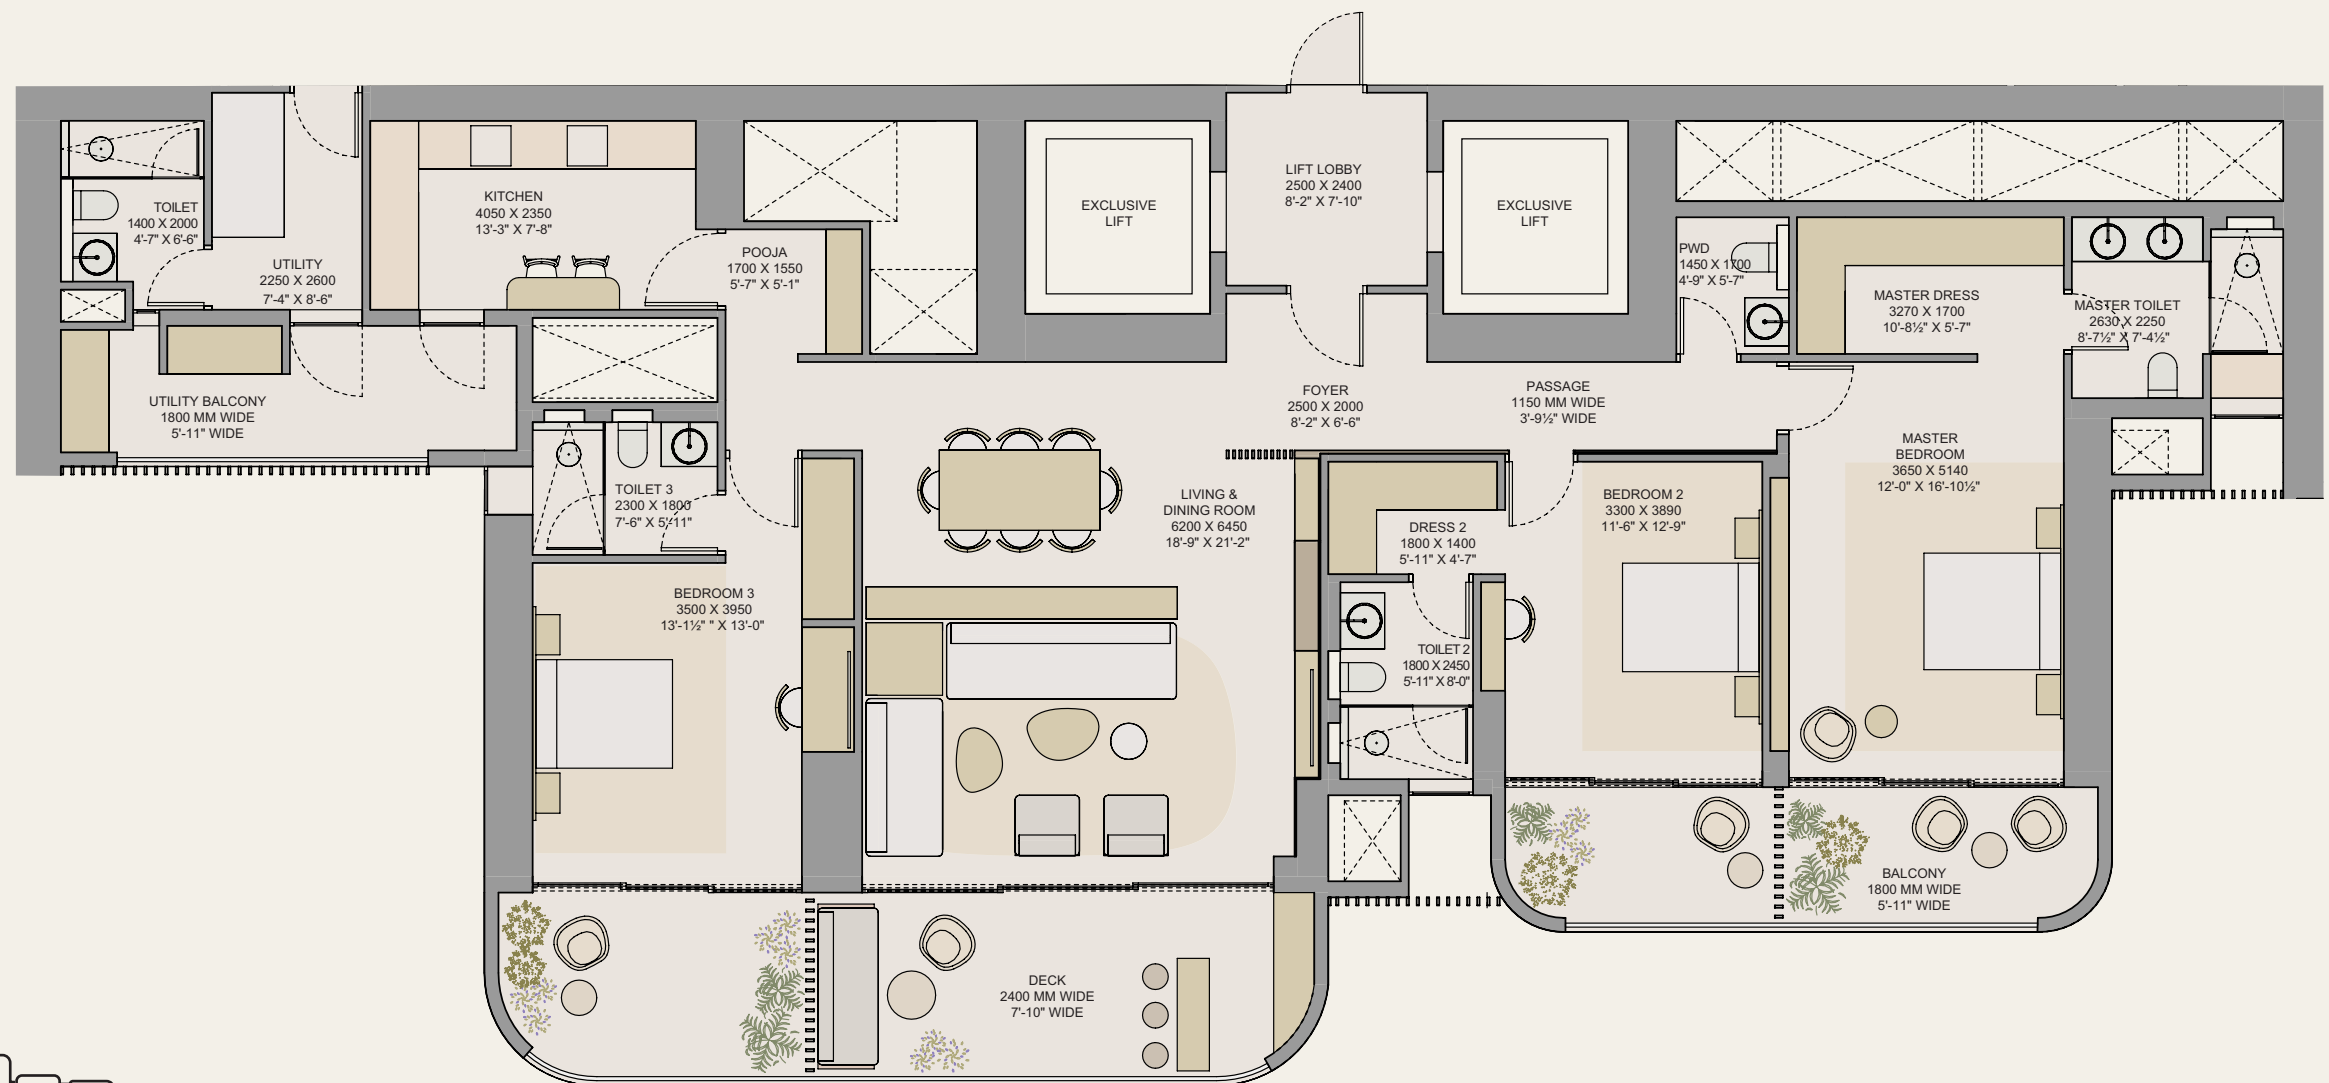 TOILET
1400 X 2000
4'-7" X 6'-6"
UTILITY
2250 X 2600
7'-4" X 8'-6"
KITCHEN
4050 X 2350
13'-3" X 7'-8"
POOJA
1700 X 1550
5'-7" X 5'-1"
EXCLUSIVE
LIFT
LIFT LOBBY
2500 X 2400
8'-2" X 7'-10"
EXCLUSIVE
LIFT
PWD
1450 X 1700
4'-9" X 5'-7"
MASTER DRESS
3270 X 1700
10'-8½" X 5'-7"
MASTER TOILET
2630 X 2250
8'-7½" X 7'-4½"
UTILITY BALCONY
1800 MM WIDE
5'-11" WIDE
FOYER
2500 X 2000
8'-2" X 6'-6"
PASSAGE
1150 MM WIDE
3'-9½" WIDE
MASTER
BEDROOM
3650 X 5140
12'-0" X 16'-10½"
TOILET 3
2300 X 1800
7'-6" X 5'-11"
LIVING &
DINING ROOM
6200 X 6450
18'-9" X 21'-2"
DRESS 2
1800 X 1400
5'-11" X 4'-7"
BEDROOM 2
3300 X 3890
11'-6" X 12'-9"
BEDROOM 3
3500 X 3950
13'-1½" " X 13'-0"
TOILET 2
1800 X 2450
5'-11" X 8'-0"
BALCONY
1800 MM WIDE
5'-11" WIDE
DECK
2400 MM WIDE
7'-10" WIDE